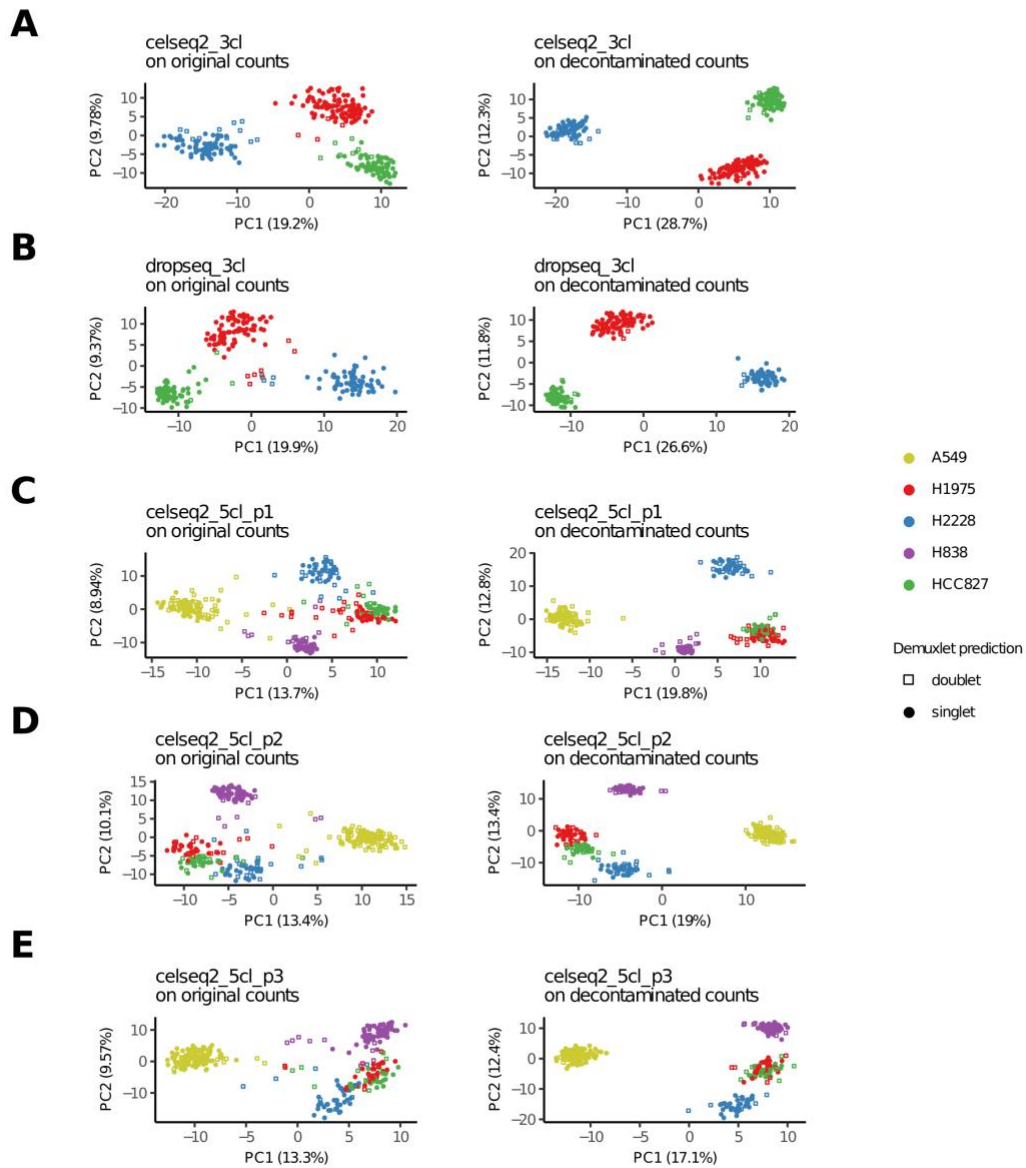 A
celseq2_3cl
on original counts
PC2 (9.78%)
10
5
0
−5
−10
−20
−10
0
10
PC1 (19.2%)
celseq2_3cl
on decontaminated counts
PC2 (12.3%)
10
5
0
−5
−10
−20
−10
0
10
PC1 (28.7%)
B
dropseq_3cl
on original counts
PC2 (9.37%)
10
5
0
−5
−10
−10
0
10
20
PC1 (19.9%)
dropseq_3cl
on decontaminated counts
PC2 (11.8%)
10
5
0
−5
−10
−10
0
10
20
PC1 (26.6%)
C
celseq2_5cl_p1
on original counts
PC2 (8.94%)
10
0
−10
−15
−10
−5
0
5
10
PC1 (13.7%)
celseq2_5cl_p1
on decontaminated counts
PC2 (12.8%)
20
10
0
−10
−15
−10
−5
0
5
10
PC1 (19.8%)
A549
H1975
H2228
H838
HCC827
Demuxlet prediction
doublet
singlet
D
celseq2_5cl_p2
on original counts
PC2 (10.1%)
15
10
5
0
−5
−10
−10
−5
0
5
10
15
PC1 (13.4%)
celseq2_5cl_p2
on decontaminated counts
PC2 (13.4%)
10
0
−10
−10
0
10
PC1 (19%)
E
celseq2_5cl_p3
on original counts
PC2 (9.57%)
10
0
−10
−10
−5
0
5
10
PC1 (13.3%)
celseq2_5cl_p3
on decontaminated counts
PC2 (12.4%)
10
0
−10
−20
−10
−5
0
5
10
PC1 (17.1%)